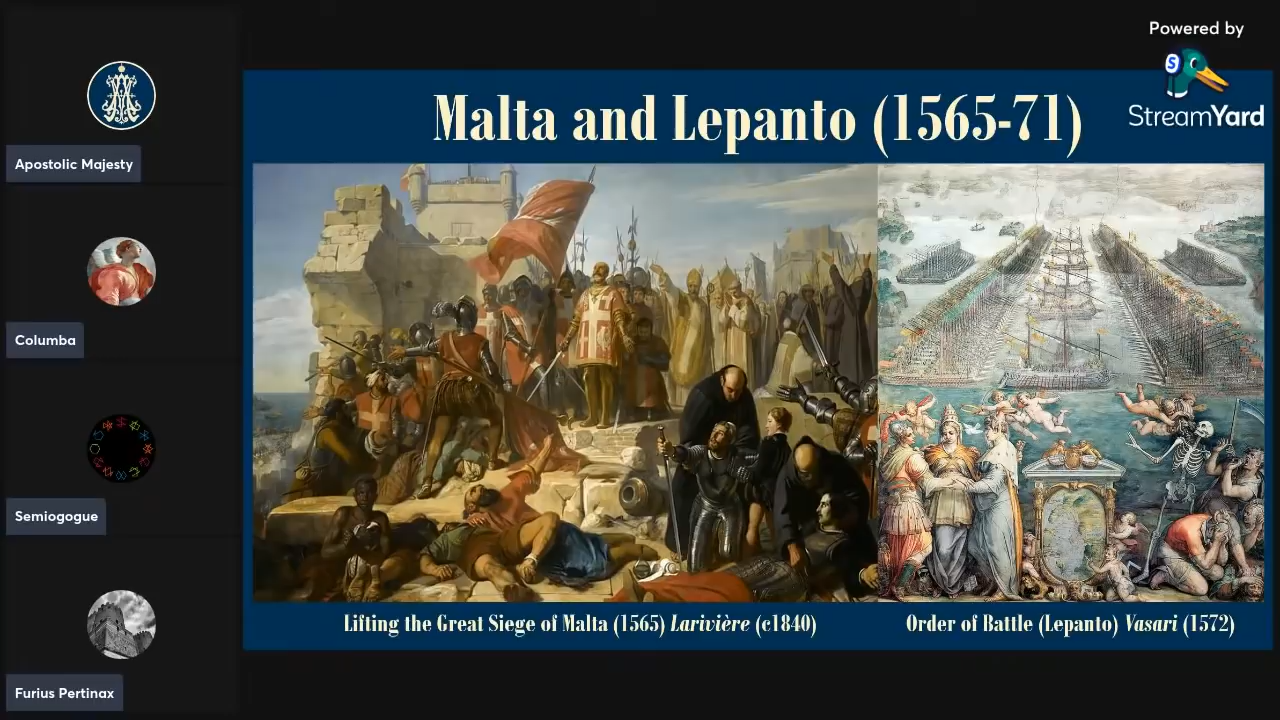 Powered by
StreamYard
Malta and Lepanto (1565-71)
Apostolic Majesty
Columba
Semiogogue
Furius Pertinax
Lifting the Great Siege of Malta (1565) Larivière (c1840)
Order of Battle (Lepanto) Vasari (1572)